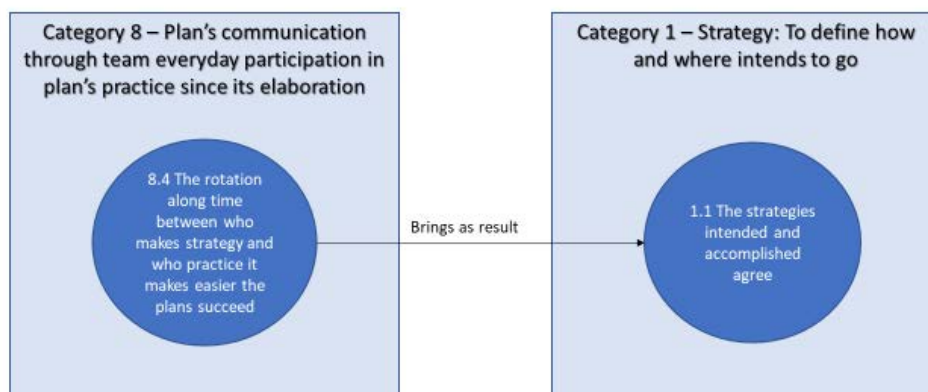 Category 8 – Plan's communication
through team everyday participation in
plan's practice since its elaboration
Category 1 – Strategy: To define how
and where intends to go
8.4 The rotation
along time
between who
makes strategy and
who practice it
makes easier the
plans succeed
Brings as result
1.1 The strategies
intended and
accomplished
agree